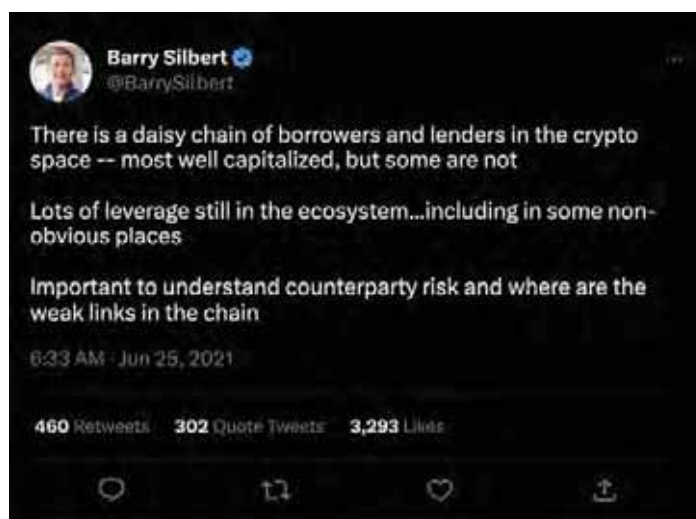 Barry Silbert
@BarrySilbert
There is a daisy chain of borrowers and lenders in the crypto
space -- most well capitalized, but some are not
Lots of leverage still in the ecosystem...including in some non-
obvious places
Important to understand counterparty risk and where are the
weak links in the chain
6:33 AM · Jun 25, 2021
460 Retweets 302 Quote Tweets 3,293 Likes